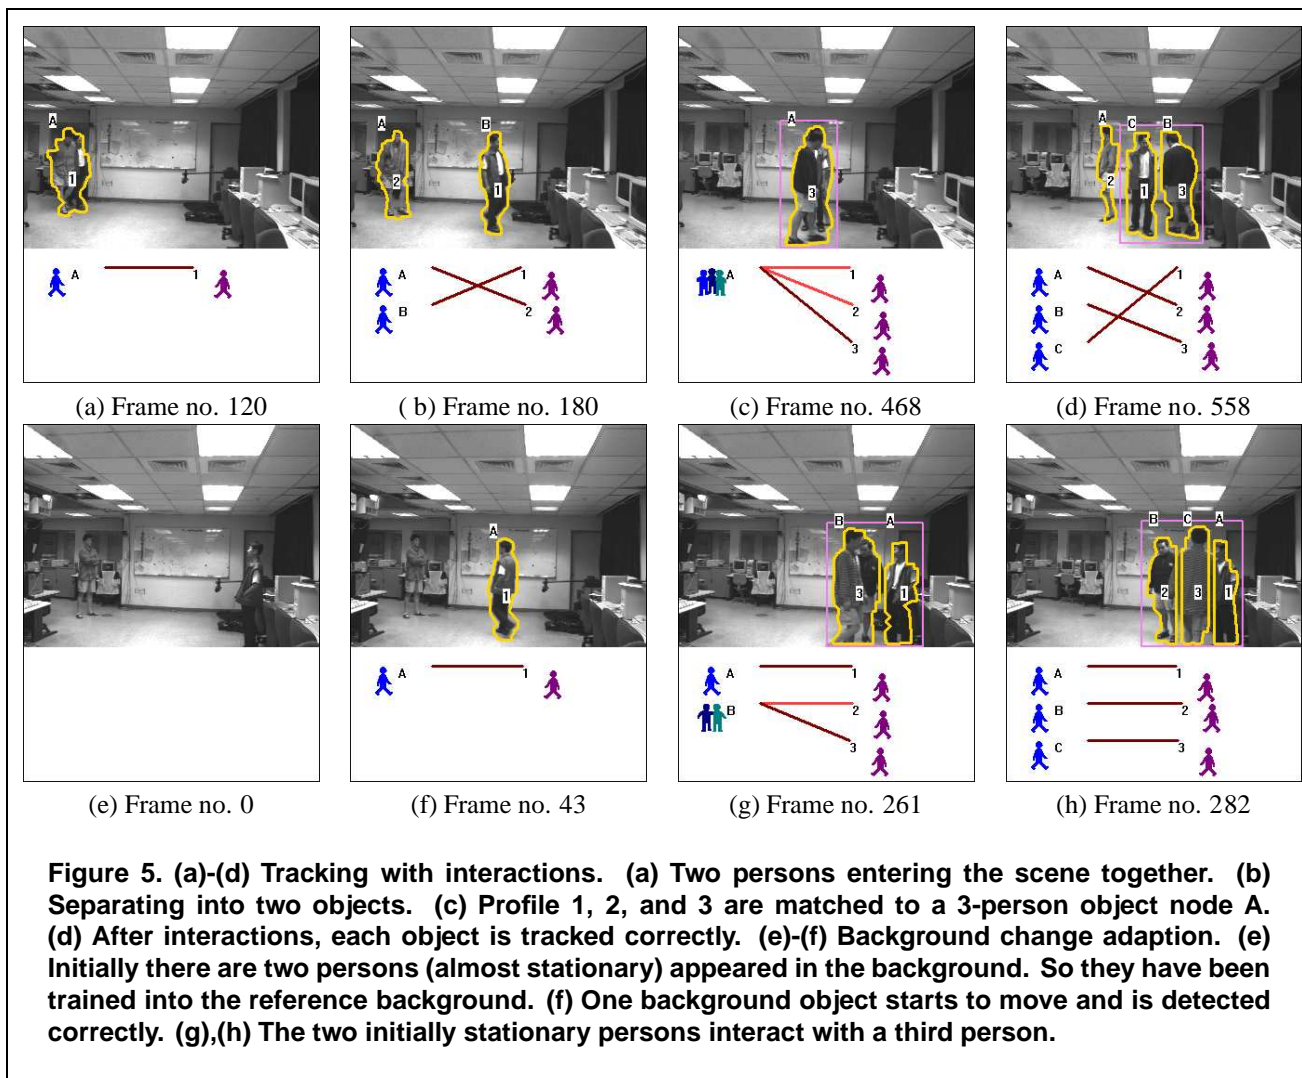 A
1
A
1
(a) Frame no. 120
A
B
2
1
A
B
1
2
( b) Frame no. 180
A
3
A
1
2
3
(c) Frame no. 468
A
C
B
2
1
3
A
B
C
1
2
3
(d) Frame no. 558
(e) Frame no. 0
A
1
A
1
(f) Frame no. 43
B
A
3
1
A
B
1
2
3
(g) Frame no. 261
B
C
A
2
3
1
A
B
C
1
2
3
(h) Frame no. 282
Figure 5. (a)-(d) Tracking with interactions. (a) Two persons entering the scene together. (b)
Separating into two objects. (c) Profile 1, 2, and 3 are matched to a 3-person object node A.
(d) After interactions, each object is tracked correctly. (e)-(f) Background change adaption. (e)
Initially there are two persons (almost stationary) appeared in the background. So they have been
trained into the reference background. (f) One background object starts to move and is detected
correctly. (g),(h) The two initially stationary persons interact with a third person.